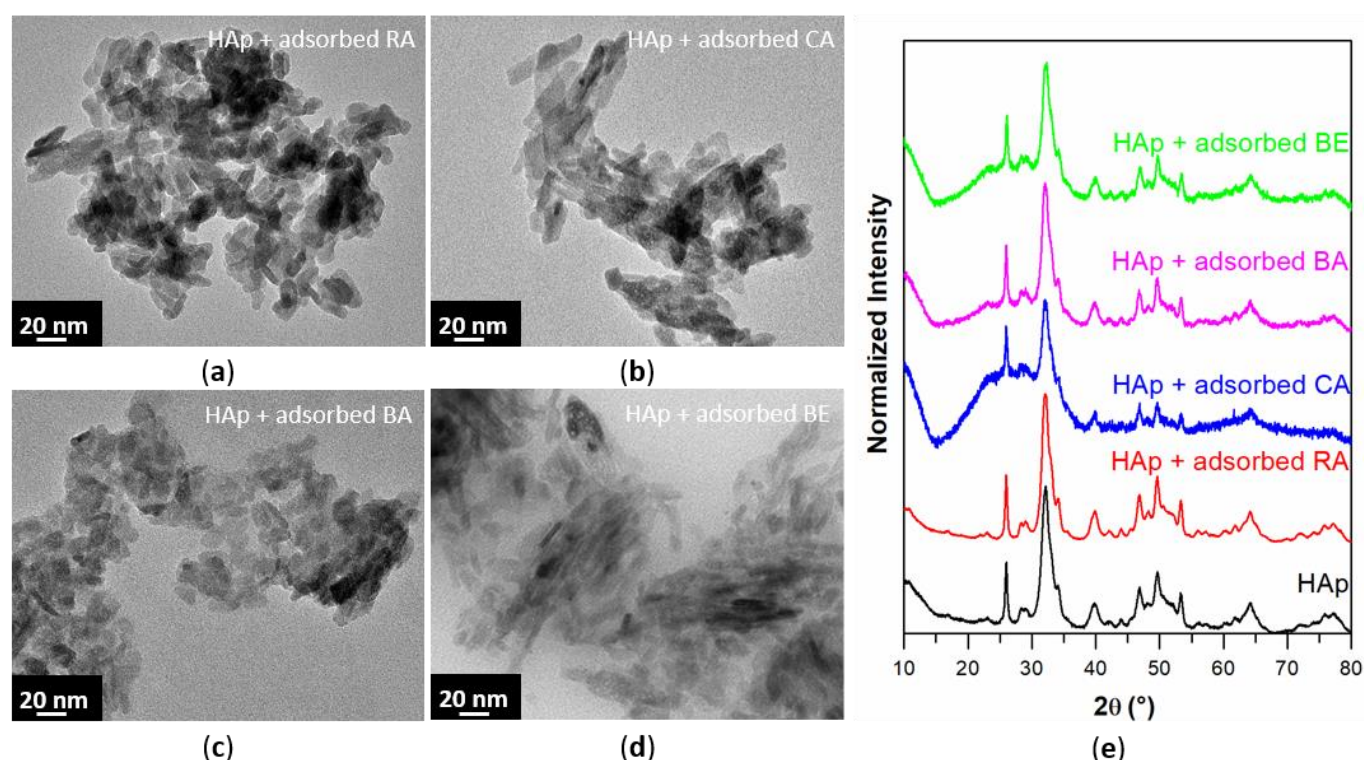 HAp + adsorbed RA
20 nm
(a)
HAp + adsorbed CA
20 nm
(b)
HAp + adsorbed BA
20 nm
(c)
HAp + adsorbed BE
20 nm
(d)
Normalized Intensity
HAp + adsorbed BE
HAp + adsorbed BA
HAp + adsorbed CA
HAp + adsorbed RA
HAp
10 20 30 40 50 60 70 80
2θ (°)
(e)